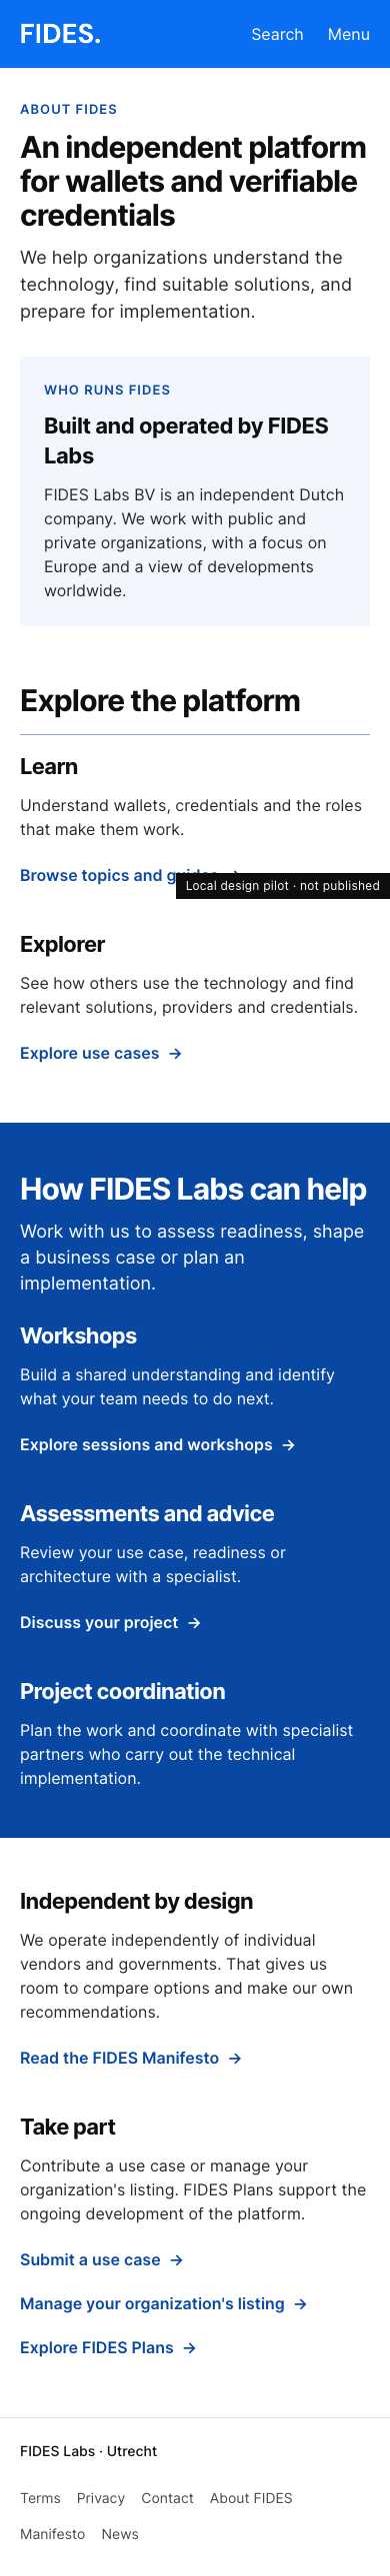 FIDES.
Search Menu
ABOUT FIDES
An independent platform
for wallets and verifiable
credentials
We help organizations understand the
technology, find suitable solutions, and
prepare for implementation.
WHO RUNS FIDES
Built and operated by FIDES
Labs
FIDES Labs BV is an independent Dutch
company. We work with public and
private organizations, with a focus on
Europe and a view of developments
worldwide.
Explore the platform
Learn
Understand wallets, credentials and the roles
that make them work.
Browse topics and guides →
Local design pilot · not published
Explorer
See how others use the technology and find
relevant solutions, providers and credentials.
Explore use cases →
How FIDES Labs can help
Work with us to assess readiness, shape
a business case or plan an
implementation.
Workshops
Build a shared understanding and identify
what your team needs to do next.
Explore sessions and workshops →
Assessments and advice
Review your use case, readiness or
architecture with a specialist.
Discuss your project →
Project coordination
Plan the work and coordinate with specialist
partners who carry out the technical
implementation.
Independent by design
We operate independently of individual
vendors and governments. That gives us
room to compare options and make our own
recommendations.
Read the FIDES Manifesto →
Take part
Contribute a use case or manage your
organization's listing. FIDES Plans support the
ongoing development of the platform.
Submit a use case →
Manage your organization's listing →
Explore FIDES Plans →
FIDES Labs · Utrecht
Terms Privacy Contact About FIDES
Manifesto News